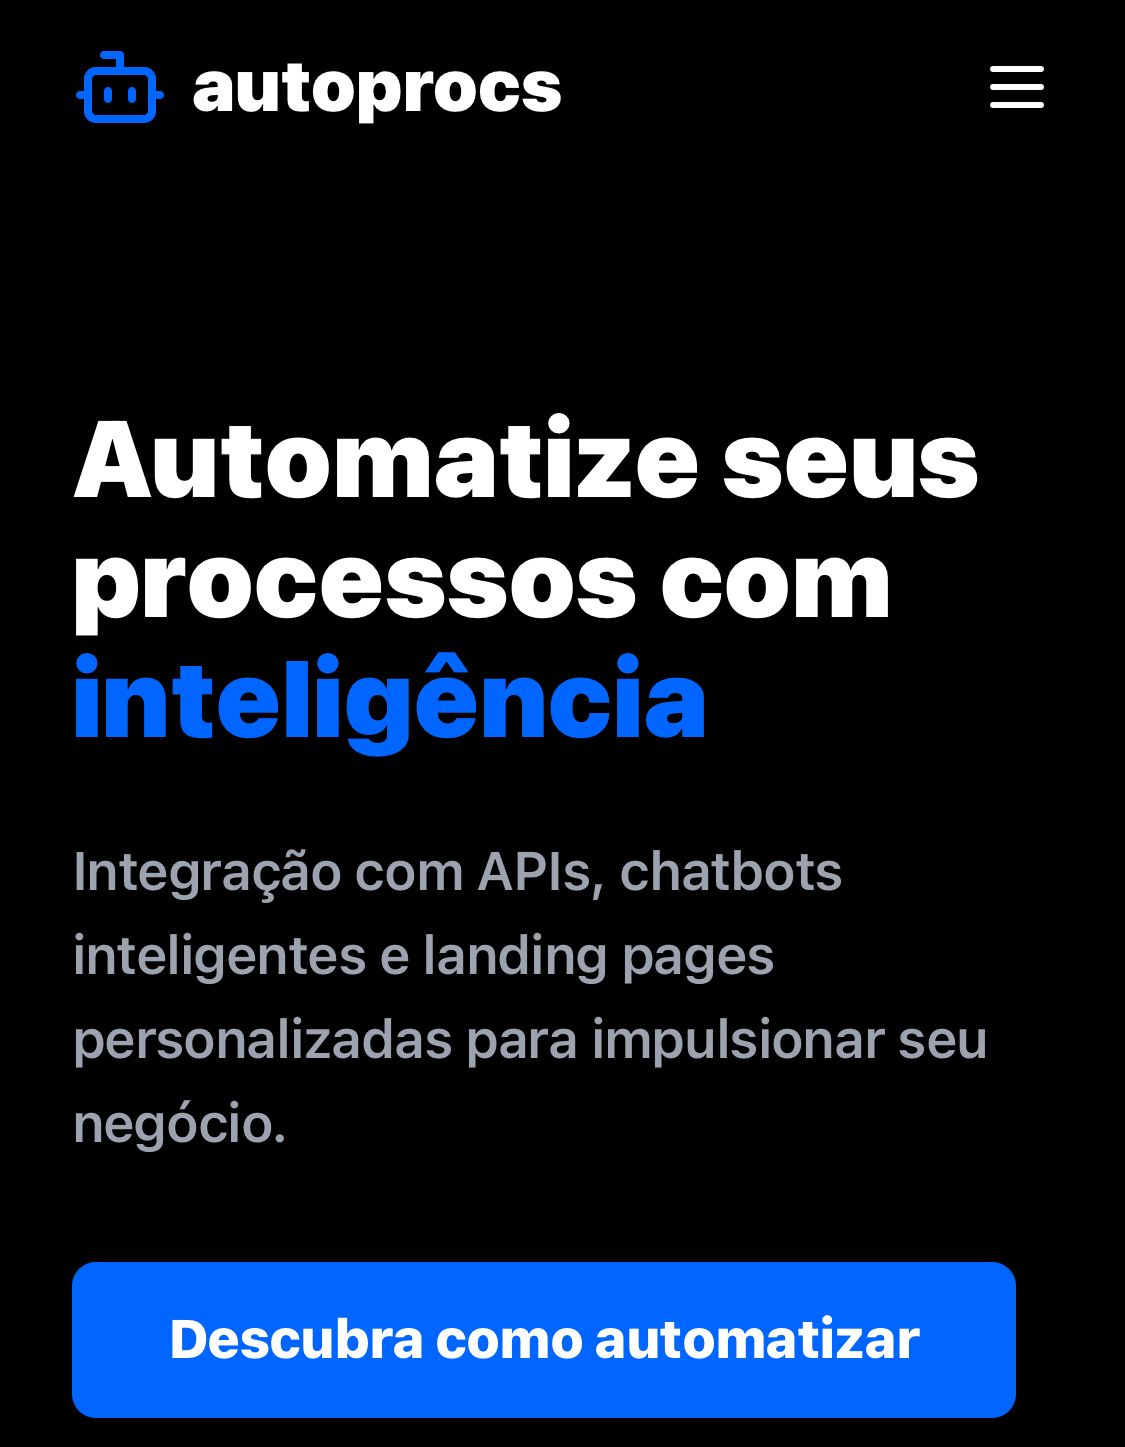 autoprocs
Automatize seus
processos com
inteligência
Integração com APIs, chatbots
inteligentes e landing pages
personalizadas para impulsionar seu
negócio.
Descubra como automatizar